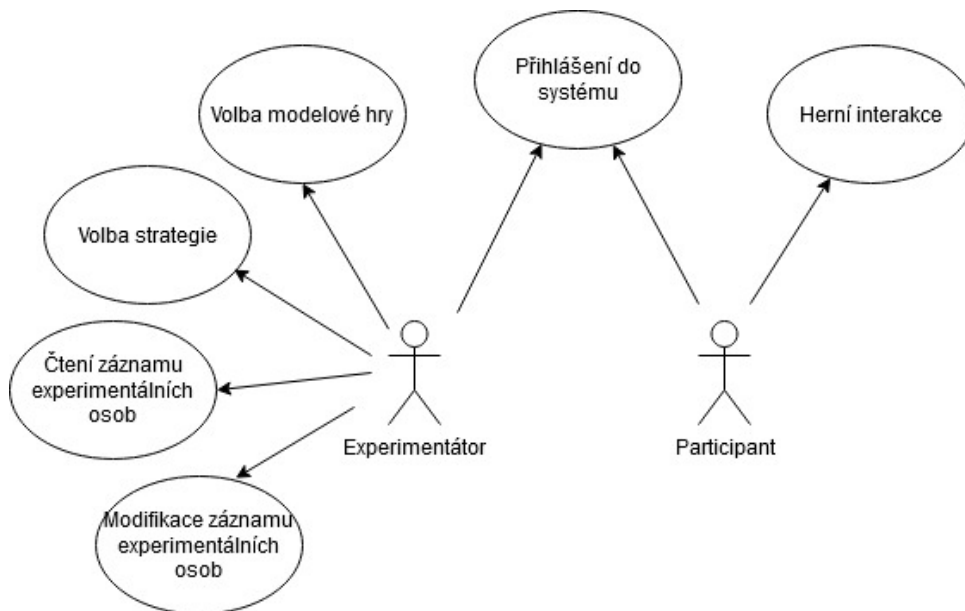 Přihlášení do
systému
Volba modelové hry
Herní interakce
Volba strategie
Čtení záznamu
experimentálních
osob
Experimentátor
Participant
Modifikace záznamu
experimentálních
osob